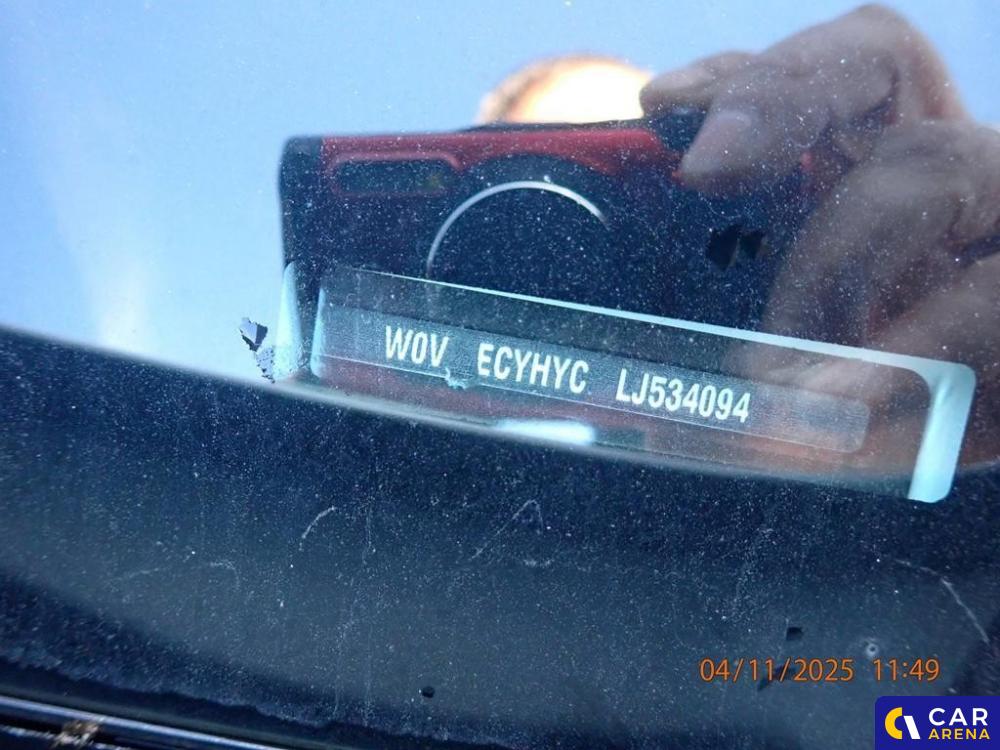 W0V ECYHYC LJ534094
04/11/2025 11:49
CAR
ARENA